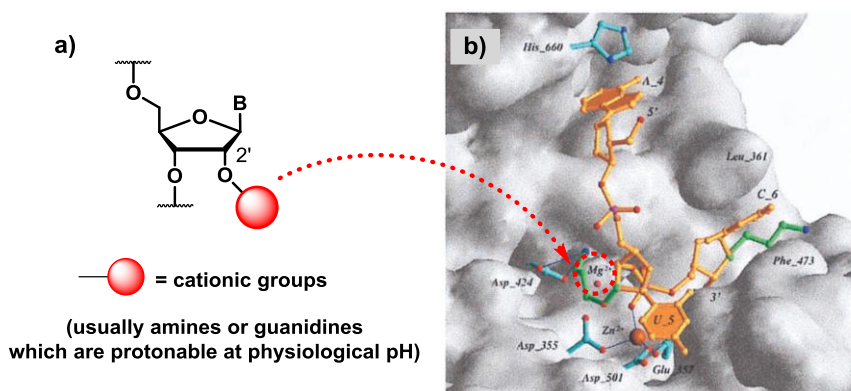 a)
O
O
B
2'
O
O
= cationic groups
(usually amines or guanidines
which are protonable at physiological pH)
b)
His_660
A_4
5'
Leu_361
C_6
Mg²⁺
Asp_424
Phe_473
3'
U_5
Zn²⁺
Asp_355
Glu_357
Asp_501